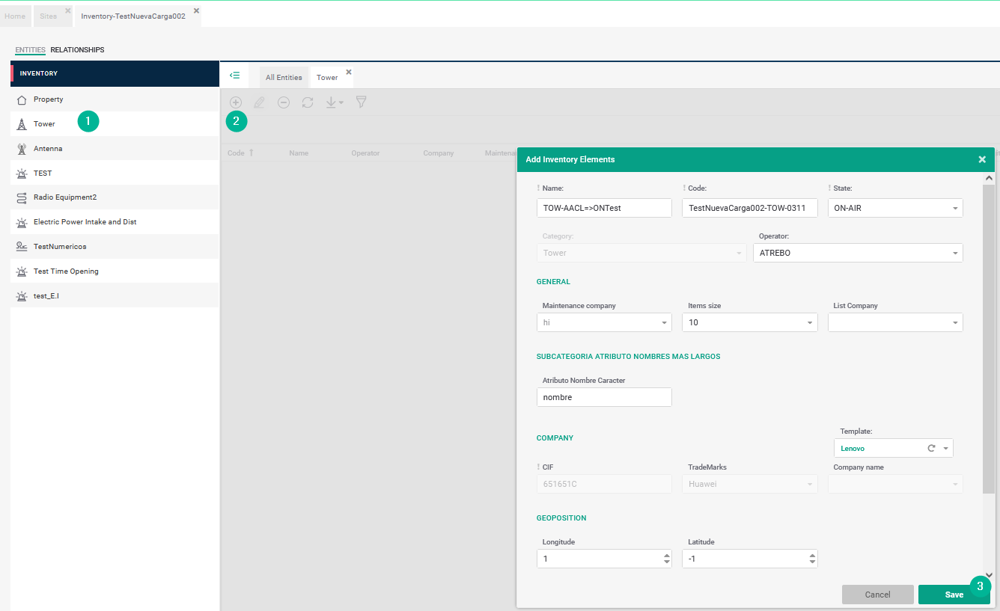 Home Sites Inventory-TestNuevaCarga002
ENTITIES RELATIONSHIPS
INVENTORY
Property
Tower 1
Antenna
TEST
Radio Equipment2
Electric Power Intake and Dist
TestNumericos
Test Time Opening
test_E.I
All Entities Tower
2
Code Name Operator Company
Add Inventory Elements
! Name: ! Code: ! State:
TOW-AACL=>ONTest TestNuevaCarga002-TOW-0311 ON-AIR
Category: Operator:
Tower ATREBO
GENERAL
Maintenance company Items size List Company
hi 10
SUBCATEGORIA ATRIBUTO NOMBRES MAS LARGOS
Atributo Nombre Caracter
nombre
COMPANY
Template:
Lenovo
! CIF TradeMarks Company name
651651C Huawei
GEOPOSITION
Longitude Latitude
1 -1
Cancel Save 3